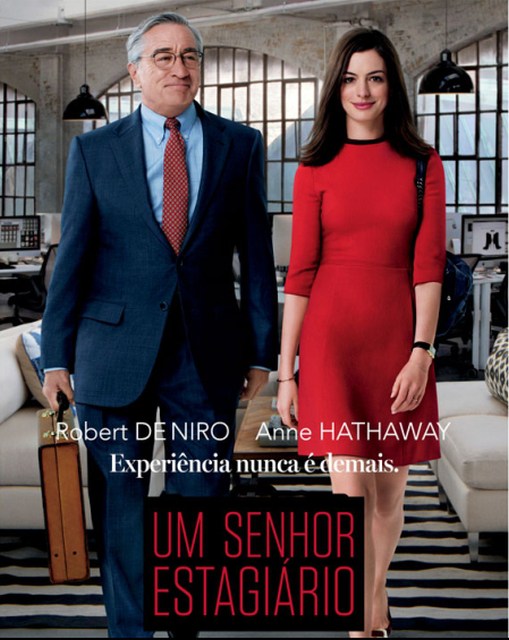 Robert DE NIRO Anne HATHAWAY
Experiência nunca é demais.
UM SENHOR
ESTAGIÁRIO